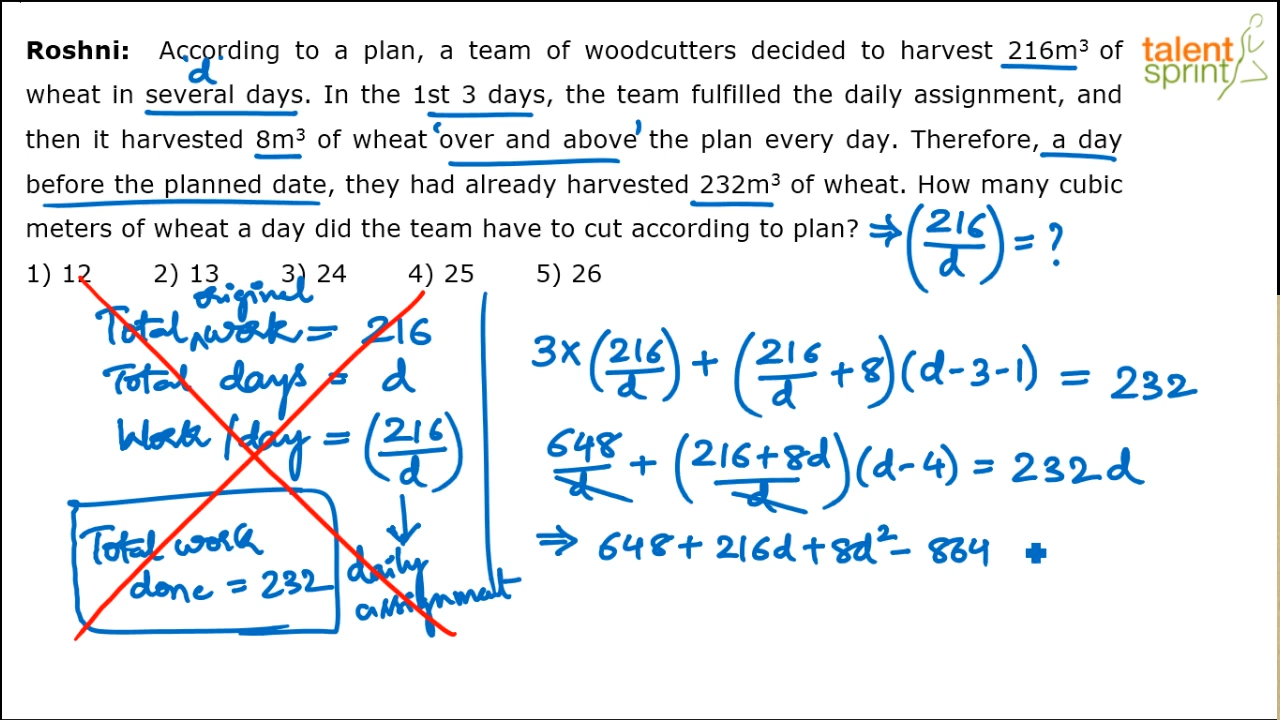 Roshni: According to a plan, a team of woodcutters decided to harvest 216m³ of
'd'
wheat in several days. In the 1st 3 days, the team fulfilled the daily assignment, and
then it harvested 8m³ of wheat 'over and above' the plan every day. Therefore, a day
before the planned date, they had already harvested 232m³ of wheat. How many cubic
meters of wheat a day did the team have to cut according to plan? ⇒ (216/d) = ?
1) 12 2) 13 3) 24 4) 25 5) 26
talent
sprint
original
Total ^ work = 216
Total days = d
Work / day = (216/d)
↓
daily
assignment
Total work
done = 232
3x (216/d) + (216/d + 8)(d-3-1) = 232
648/d + (216+8d/d)(d-4) = 232d
⇒ 648 + 216d + 8d² - 864